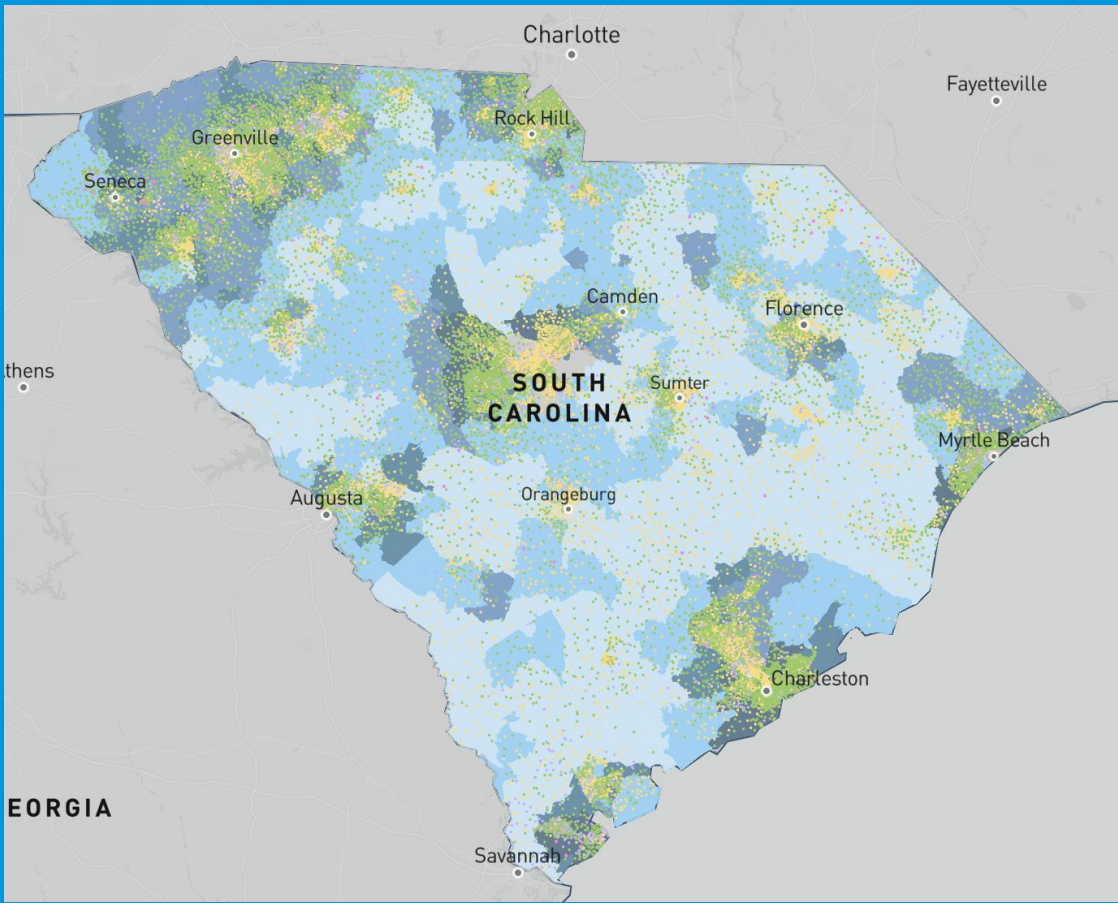 Charlotte
Fayetteville
Rock Hill
Greenville
Seneca
Camden
Florence
thens
SOUTH
CAROLINA
Sumter
Myrtle Beach
Augusta
Orangeburg
Charleston
EORGIA
Savannah